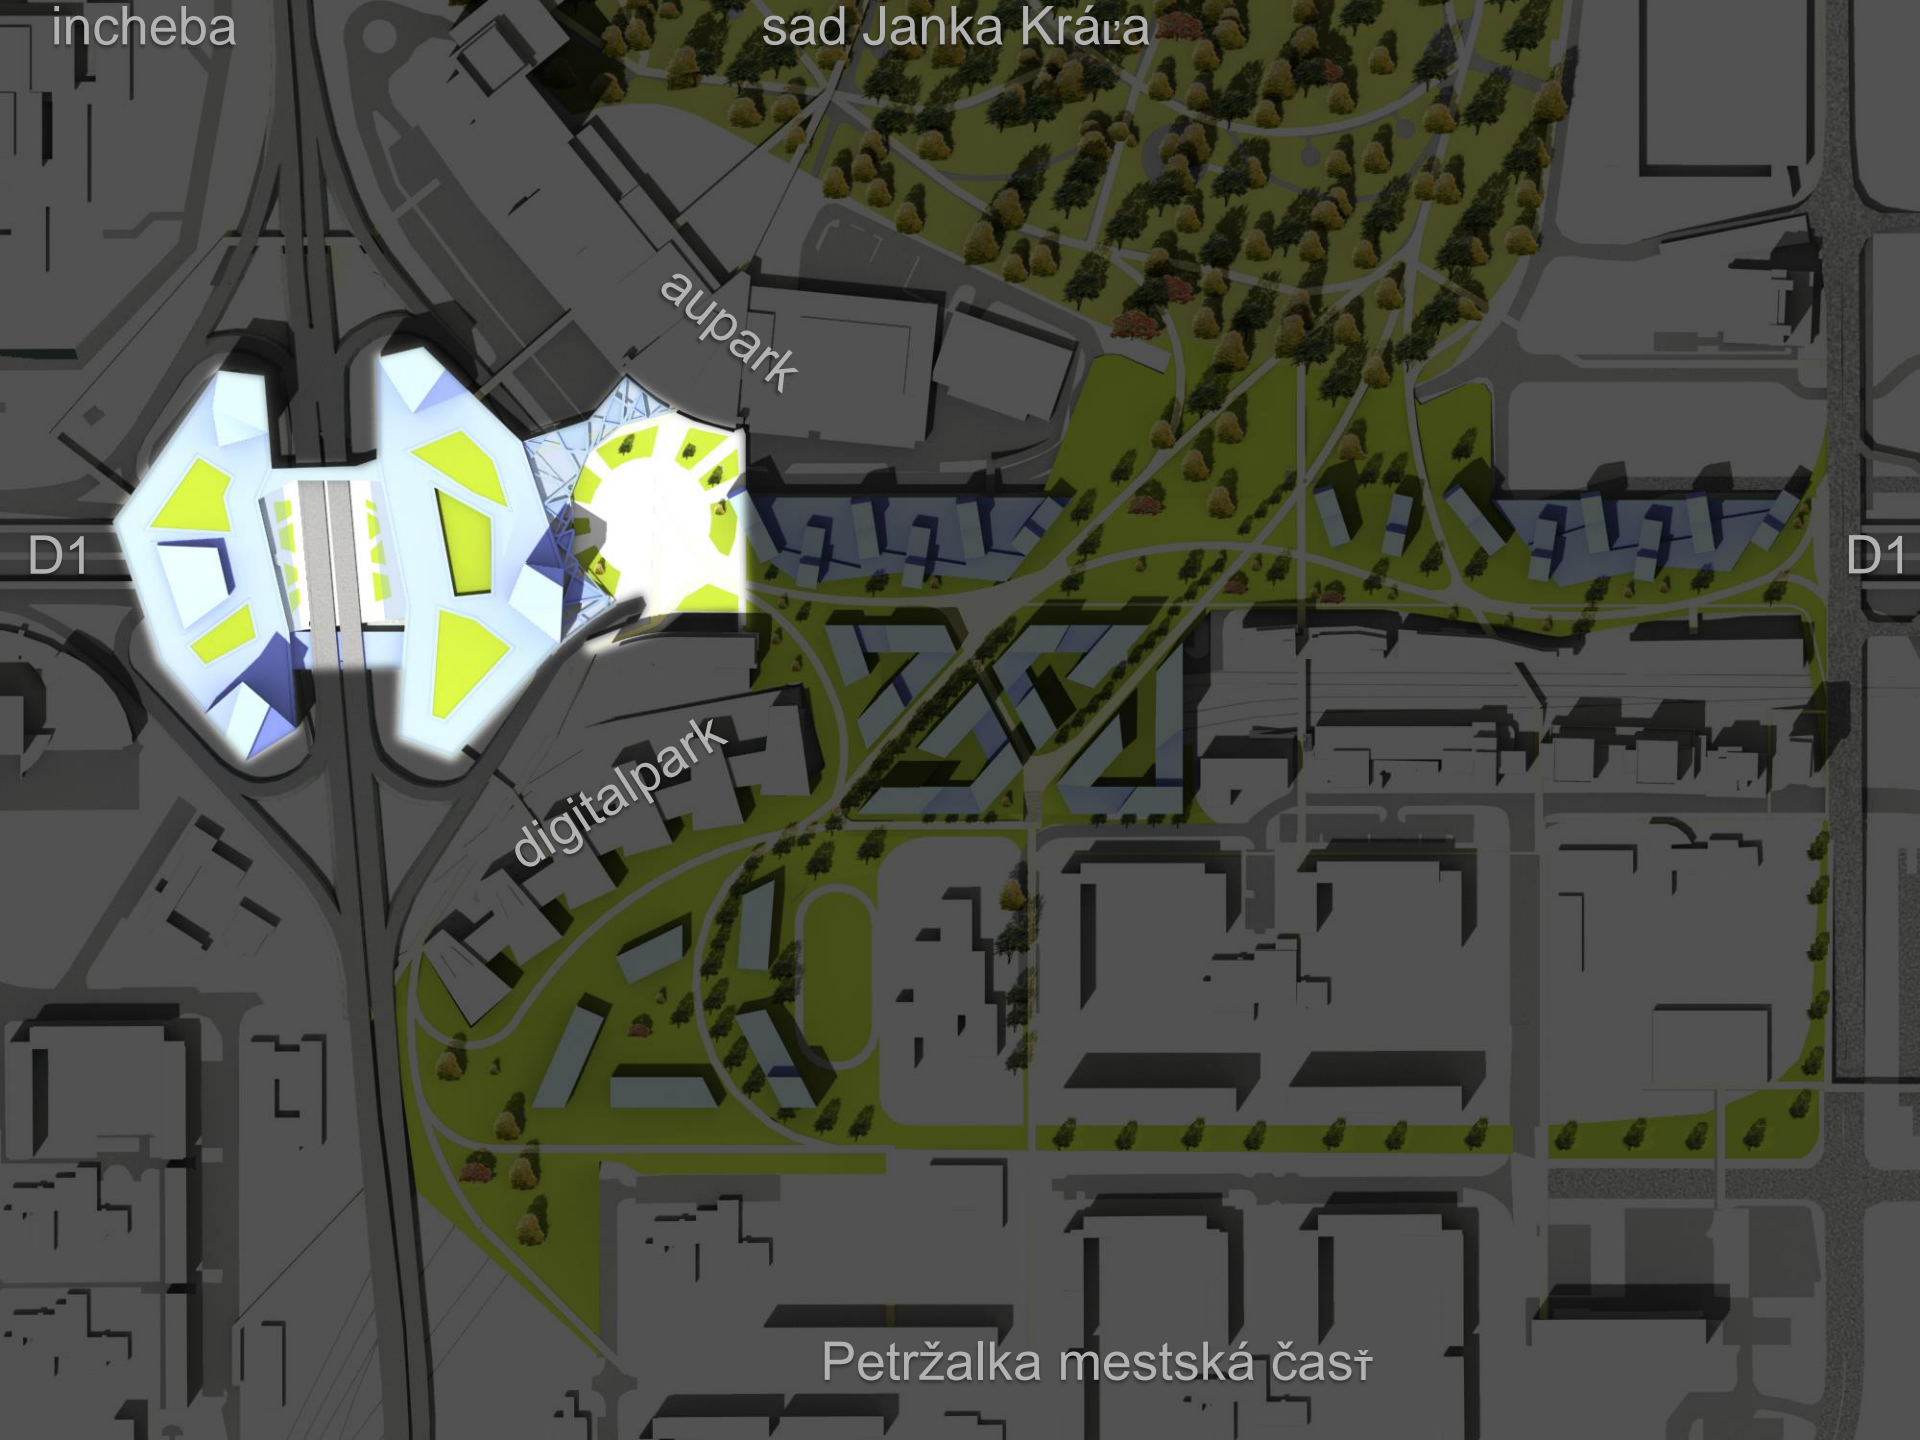 incheba
sad Janka Kráľa
aupark
D1
D1
digitalpark
Petržalka mestská časť